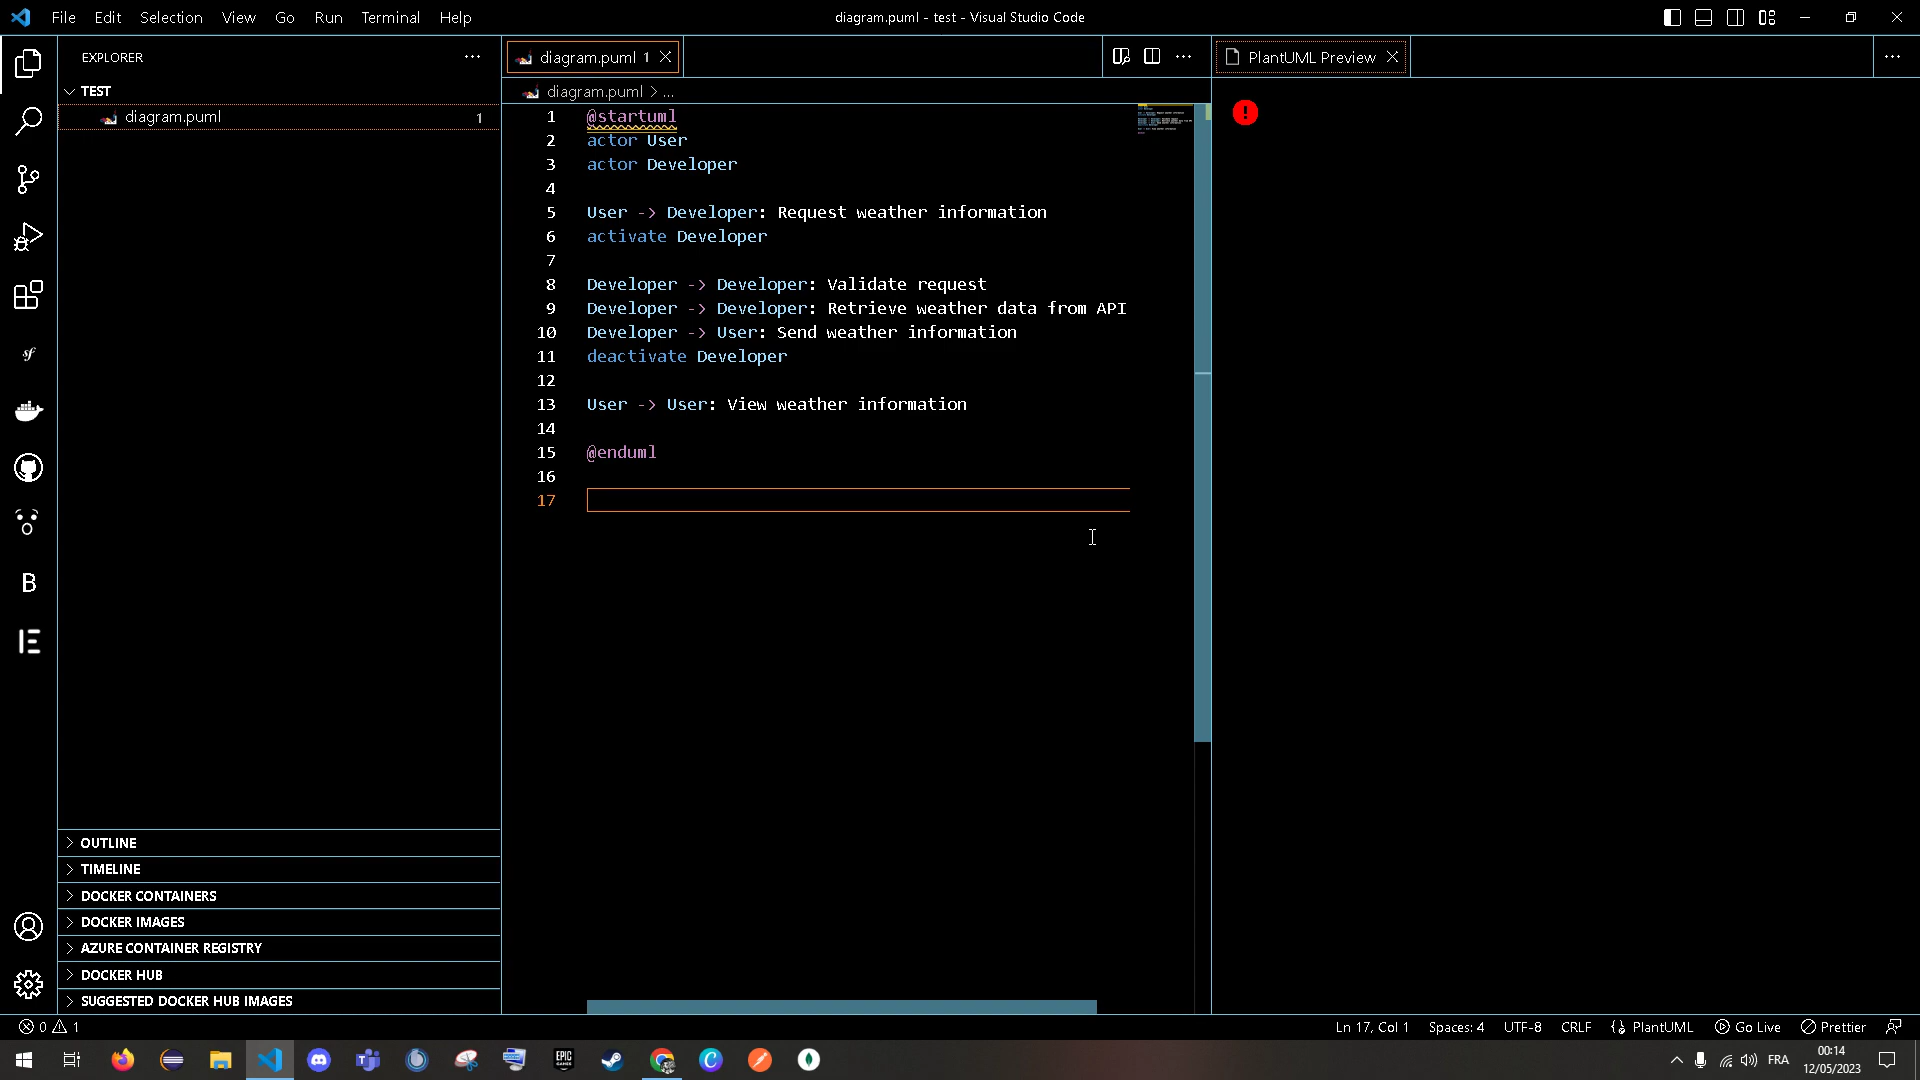 File Edit Selection View Go Run Terminal Help
diagram.puml - test - Visual Studio Code
EXPLORER
TEST
diagram.puml 1
diagram.puml 1
diagram.puml > ...
1 @startuml
2 actor User
3 actor Developer
4
5 User -> Developer: Request weather information
6 activate Developer
7
8 Developer -> Developer: Validate request
9 Developer -> Developer: Retrieve weather data from API
10 Developer -> User: Send weather information
11 deactivate Developer
12
13 User -> User: View weather information
14
15 @enduml
16
17
PlantUML Preview
OUTLINE
TIMELINE
DOCKER CONTAINERS
DOCKER IMAGES
AZURE CONTAINER REGISTRY
DOCKER HUB
SUGGESTED DOCKER HUB IMAGES
0 1
Ln 17, Col 1 Spaces: 4 UTF-8 CRLF PlantUML Go Live Prettier
FRA
00:14
12/05/2023